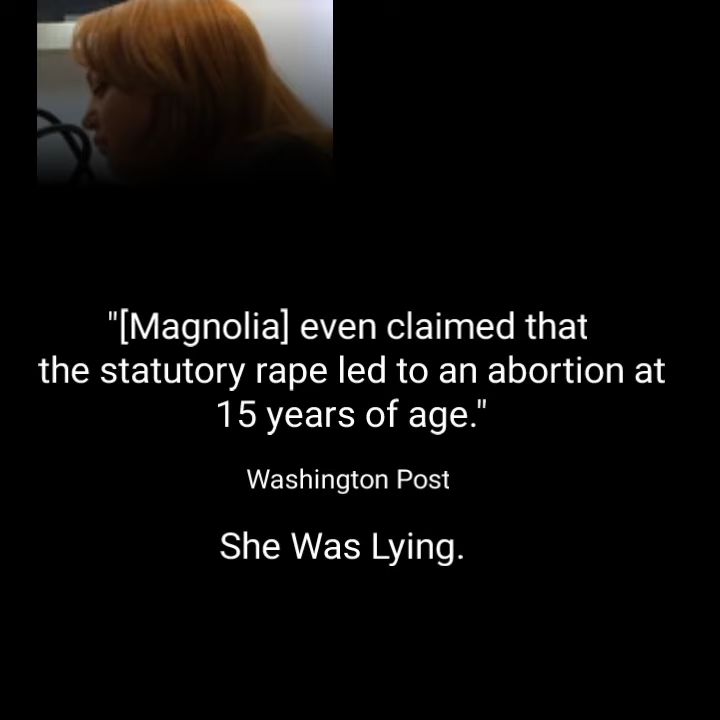 "[Magnolia] even claimed that
the statutory rape led to an abortion at
15 years of age."
Washington Post
She Was Lying.